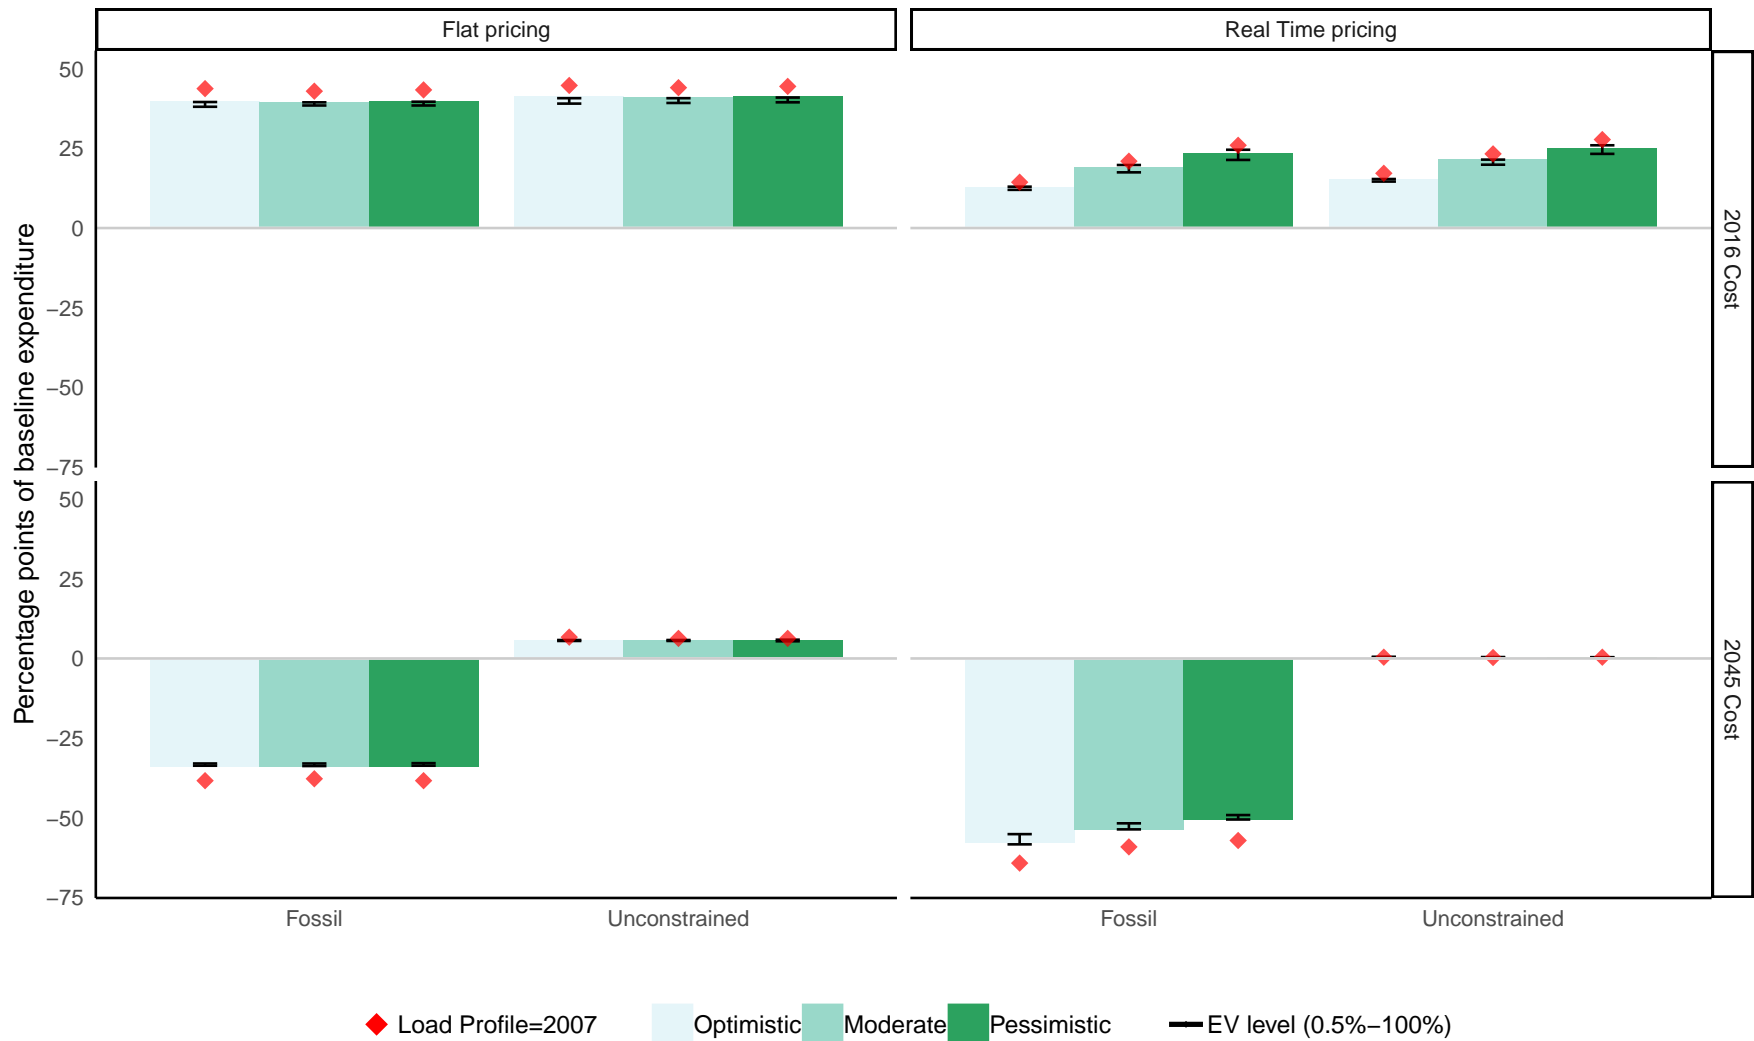 Flat pricing
Real Time pricing
Percentage points of baseline expenditure
50
25
0
−25
−50
−75
2016 Cost
50
25
0
−25
−50
−75
2045 Cost
Fossil
Unconstrained
Fossil
Unconstrained
Load Profile=2007
Optimistic
Moderate
Pessimistic
EV level (0.5%−100%)